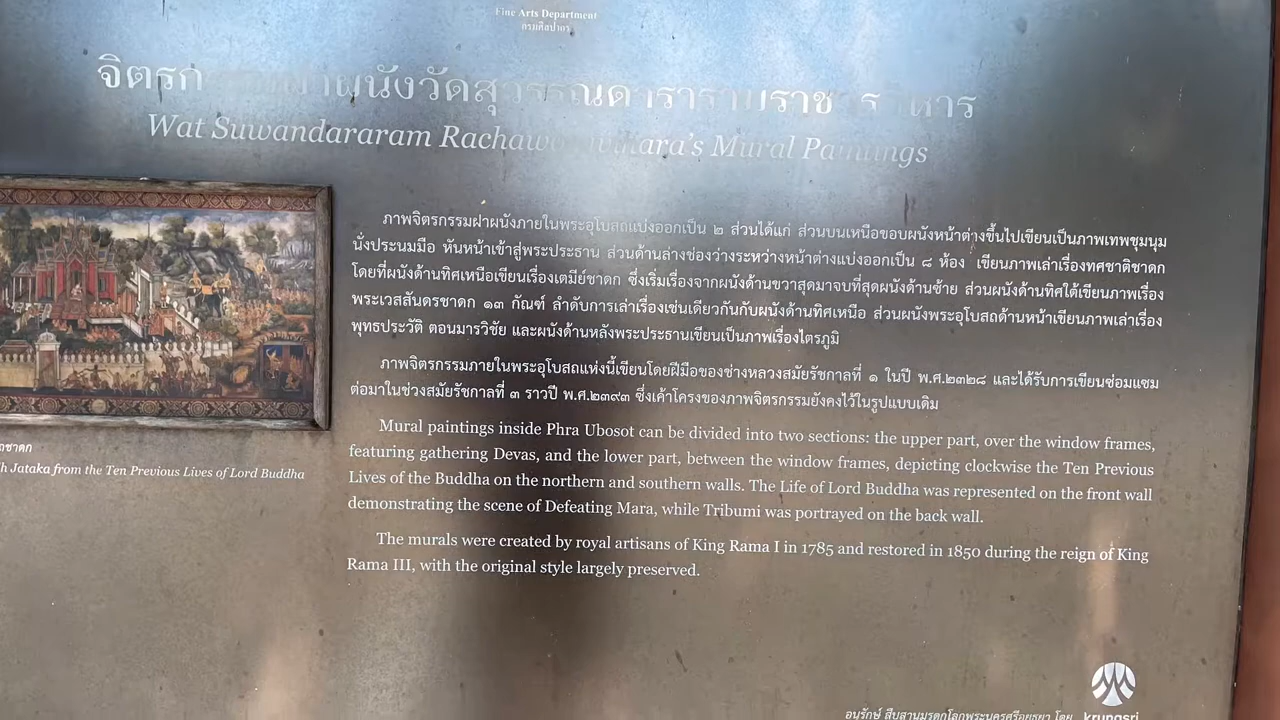 Fine Arts Department
กรมศิลปากร
จิตรก ผนังวัดสุวรรณดารารามราช
Wat Suwandararam Mural Paintings
ภาพจิตรกรรมฝาผนังภายในพระอุโบสถแบ่งออกเป็น ๒ ส่วนได้แก่ ส่วนบนเหนือขอบผนังหน้าต่างขึ้นไปเขียนเป็นภาพเทพชุมนุม
นั่งประนมมือ หันหน้าเข้าสู่พระประธาน ส่วนด้านล่างช่องว่างระหว่างหน้าต่างแบ่งออกเป็น ๘ ห้อง เขียนภาพเล่าเรื่องทศชาติชาดก
โดยที่ผนังด้านทิศเหนือเขียนเรื่องเตมีย์ชาดก ซึ่งเริ่มเรื่องจากผนังด้านขวาสุดมาจบที่สุดผนังด้านซ้าย ส่วนผนังด้านทิศใต้เขียนภาพเรื่อง
พระเวสสันดรชาดก ๑๓ กัณฑ์ ลำดับการเล่าเรื่องเช่นเดียวกันกับผนังด้านทิศเหนือ ส่วนผนังพระอุโบสถด้านหน้าเขียนภาพเล่าเรื่อง
พุทธประวัติ ตอนมารวิชัย และผนังด้านหลังพระประธานเขียนเป็นภาพเรื่องไตรภูมิ
ภาพจิตรกรรมภายในพระอุโบสถแห่งนี้เขียนโดยฝีมือของช่างหลวงสมัยรัชกาลที่ ๑ ในปี พ.ศ.๒๓๒๘ และได้รับการเขียนซ่อมแซม
ต่อมาในช่วงสมัยรัชกาลที่ ๓ ราวปี พ.ศ.๒๓๙๓ ซึ่งเค้าโครงของภาพจิตรกรรมยังคงไว้ในรูปแบบเดิม
Mural paintings inside Phra Ubosot can be divided into two sections: the upper part, over the window frames,
featuring gathering Devas, and the lower part, between the window frames, depicting clockwise the Ten Previous
Lives of the Buddha on the northern and southern walls. The Life of Lord Buddha was represented on the front wall
demonstrating the scene of Defeating Mara, while Tribumi was portrayed on the back wall.
The murals were created by royal artisans of King Rama I in 1785 and restored in 1850 during the reign of King
Rama III, with the original style largely preserved.
ชาดก
h Jataka from the Ten Previous Lives of Lord Buddha
อนุรักษ์ สืบสานมรดกโลกพระนครศรีอยุธยา โดย krungsri